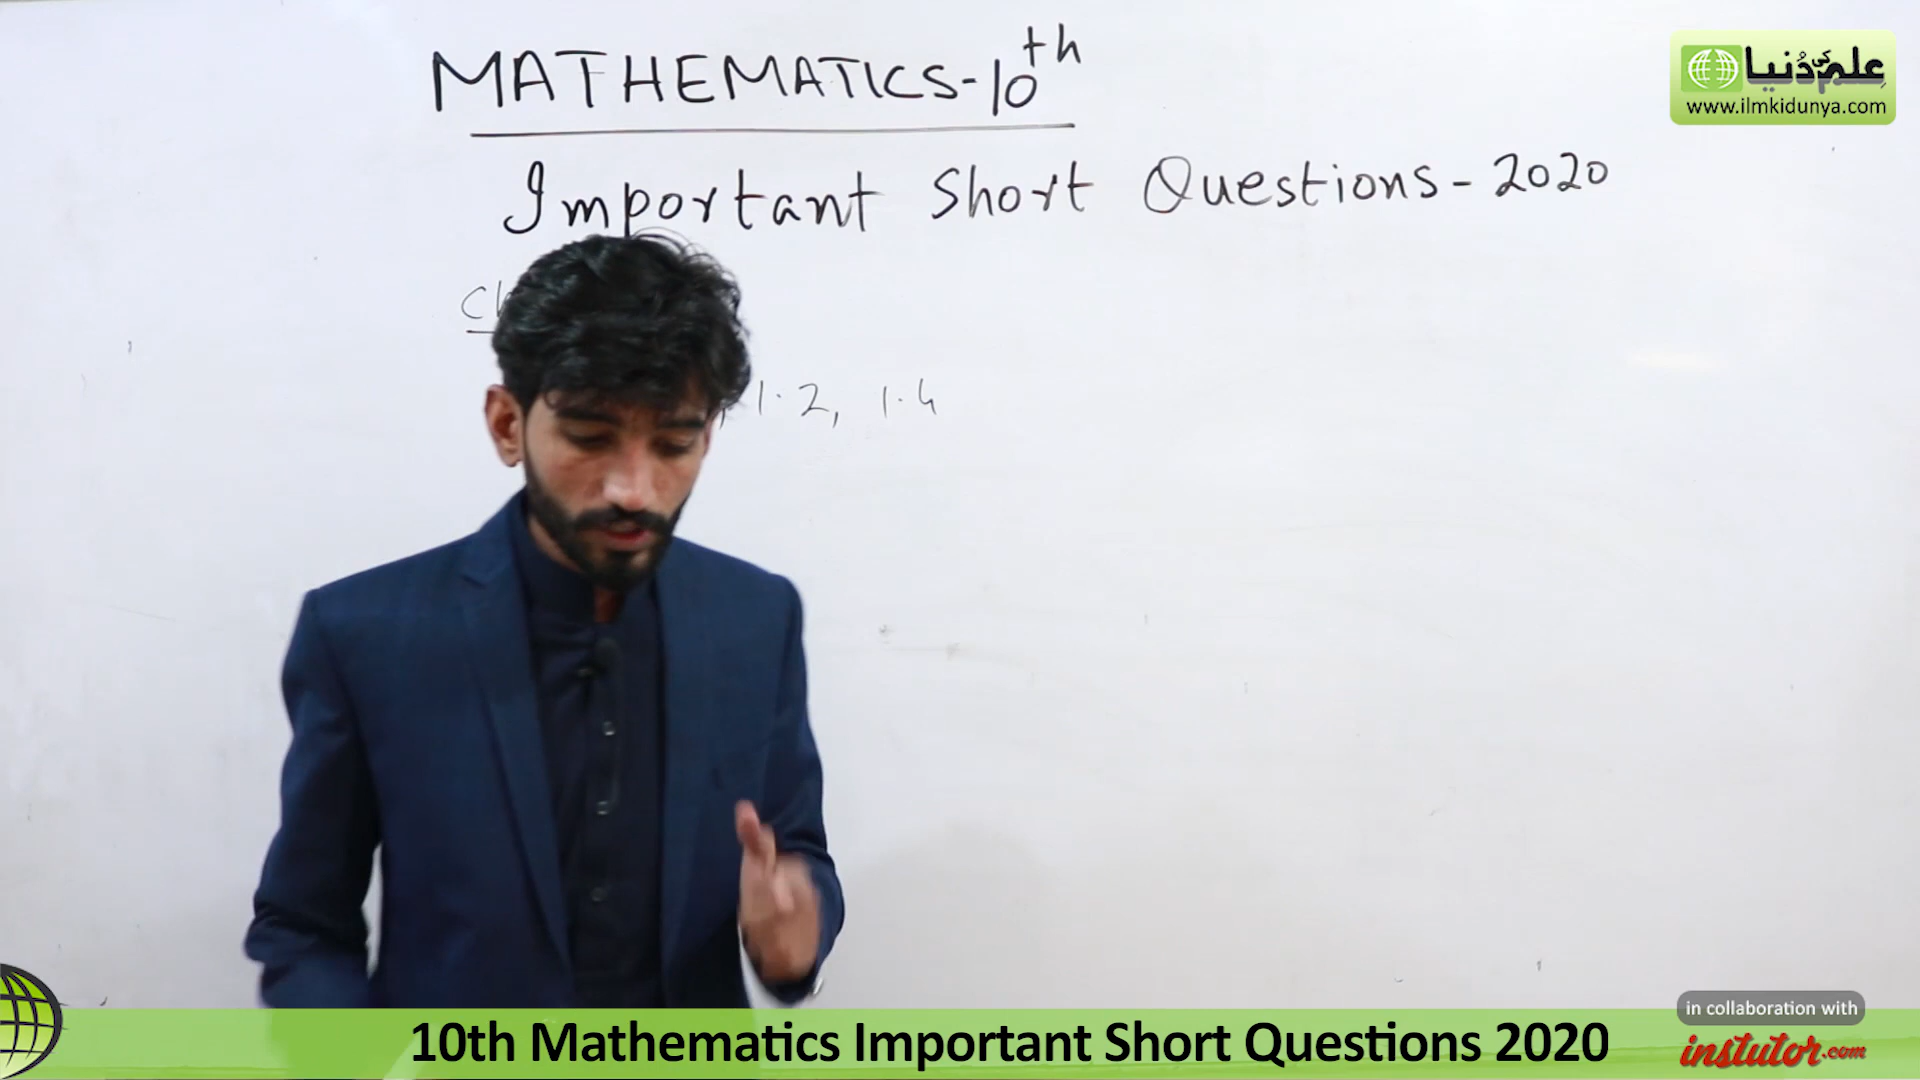 MATHEMATICS-10th
علم کی دُنیا
www.ilmkidunya.com
Important Short Questions - 2020
1.2, 1.4
in collaboration with
10th Mathematics Important Short Questions 2020
instutor.com